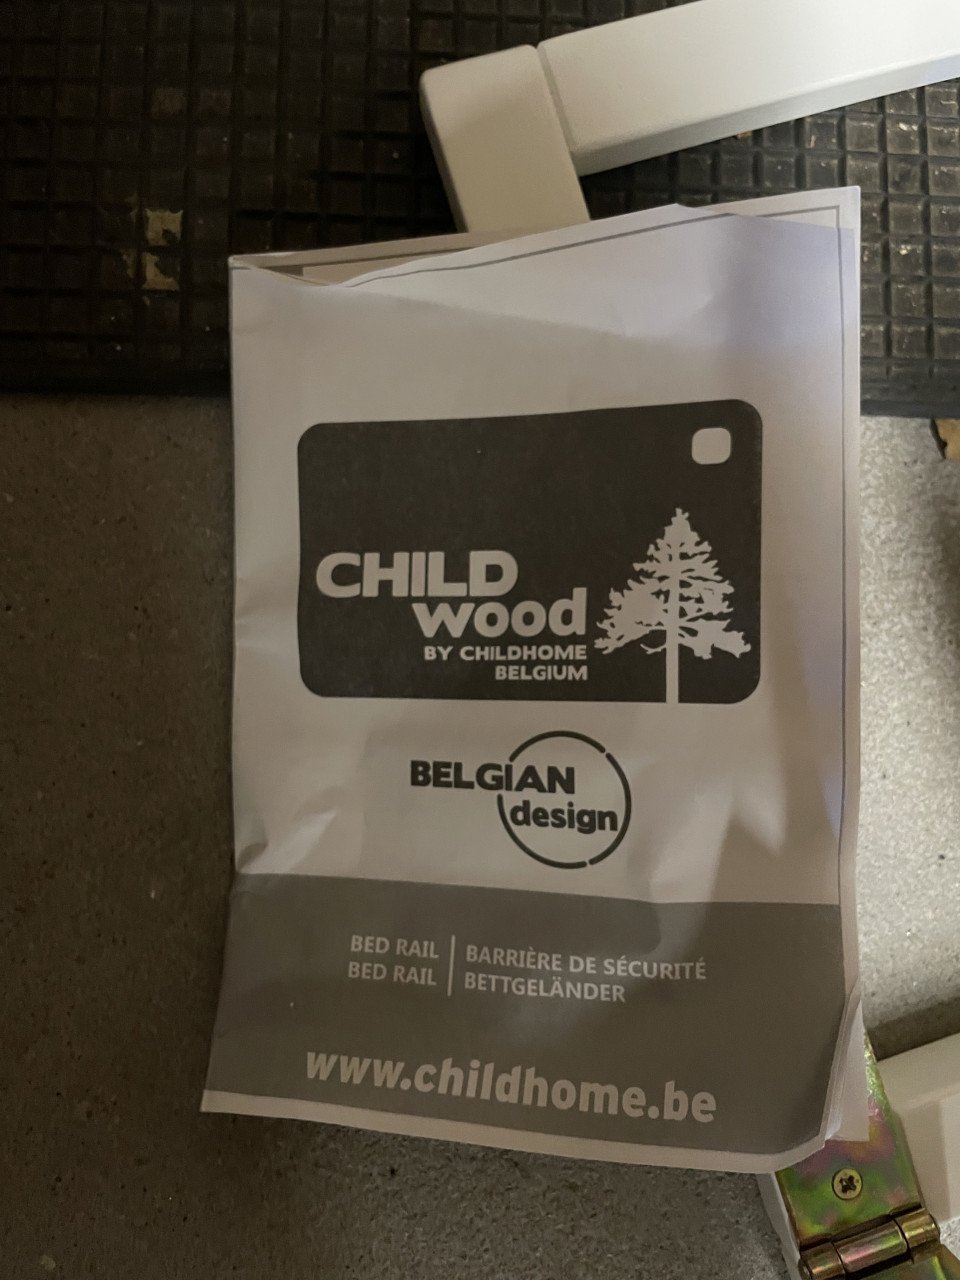 CHILD
wood
BY CHILDHOME
BELGIUM
BELGIAN
design
BED RAIL | BARRIÈRE DE SÉCURITÉ
BED RAIL | BETTGELÄNDER
www.childhome.be